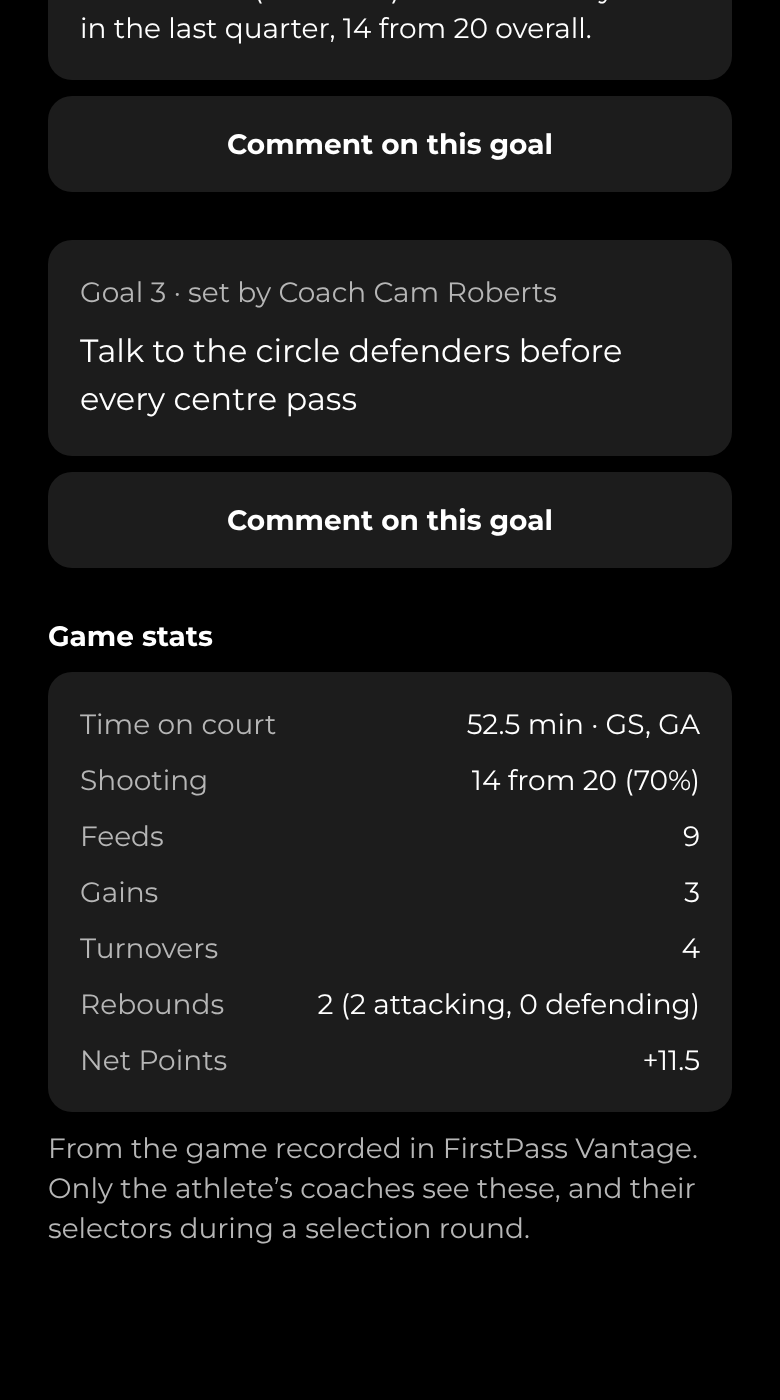 in the last quarter, 14 from 20 overall.
Comment on this goal
Goal 3 · set by Coach Cam Roberts
Talk to the circle defenders before
every centre pass
Comment on this goal
Game stats
Time on court 52.5 min · GS, GA
Shooting 14 from 20 (70%)
Feeds 9
Gains 3
Turnovers 4
Rebounds 2 (2 attacking, 0 defending)
Net Points +11.5
From the game recorded in FirstPass Vantage.
Only the athlete’s coaches see these, and their
selectors during a selection round.